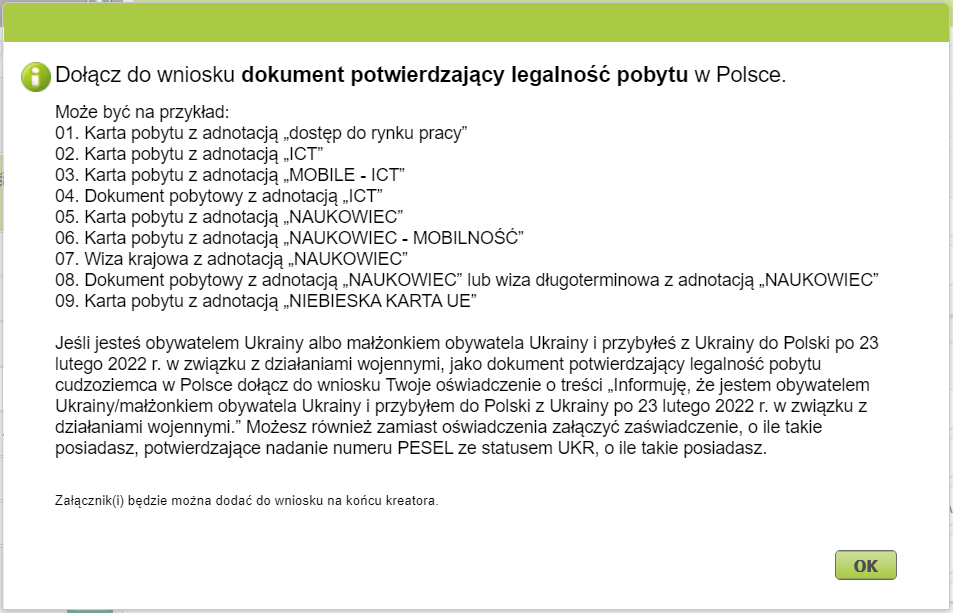 Dołącz do wniosku dokument potwierdzający legalność pobytu w Polsce.
Może być na przykład:
01. Karta pobytu z adnotacją „dostęp do rynku pracy”
02. Karta pobytu z adnotacją „ICT”
03. Karta pobytu z adnotacją „MOBILE - ICT”
04. Dokument pobytowy z adnotacją „ICT”
05. Karta pobytu z adnotacją „NAUKOWIEC”
06. Karta pobytu z adnotacją „NAUKOWIEC - MOBILNOŚĆ”
07. Wiza krajowa z adnotacją „NAUKOWIEC”
08. Dokument pobytowy z adnotacją „NAUKOWIEC” lub wiza długoterminowa z adnotacją „NAUKOWIEC”
09. Karta pobytu z adnotacją „NIEBIESKA KARTA UE”
Jeśli jesteś obywatelem Ukrainy albo małżonkiem obywatela Ukrainy i przybyłeś z Ukrainy do Polski po 23
lutego 2022 r. w związku z działaniami wojennymi, jako dokument potwierdzający legalność pobytu
cudzoziemca w Polsce dołącz do wniosku Twoje oświadczenie o treści „Informuję, że jestem obywatelem
Ukrainy/małżonkiem obywatela Ukrainy i przybyłem do Polski z Ukrainy po 23 lutego 2022 r. w związku z
działaniami wojennymi.” Możesz również zamiast oświadczenia załączyć zaświadczenie, o ile takie
posiadasz, potwierdzające nadanie numeru PESEL ze statusem UKR, o ile takie posiadasz.
Załącznik(i) będzie można dodać do wniosku na końcu kreatora.
OK